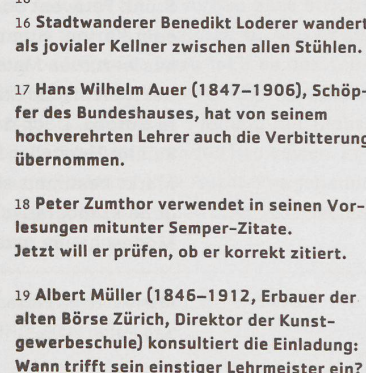 16 Stadtwanderer Benedikt Loderer wandert
als jovialer Kellner zwischen allen Stühlen.
17 Hans Wilhelm Auer (1847–1906), Schöp-
fer des Bundeshauses, hat von seinem
hochverehrten Lehrer auch die Verbitterung
übernommen.
18 Peter Zumthor verwendet in seinen Vor-
lesungen mitunter Semper-Zitate.
Jetzt will er prüfen, ob er korrekt zitiert.
19 Albert Müller (1846–1912, Erbauer der
alten Börse Zürich, Direktor der Kunst-
gewerbeschule) konsultiert die Einladung:
Wann trifft sein einstiger Lehrmeister ein?